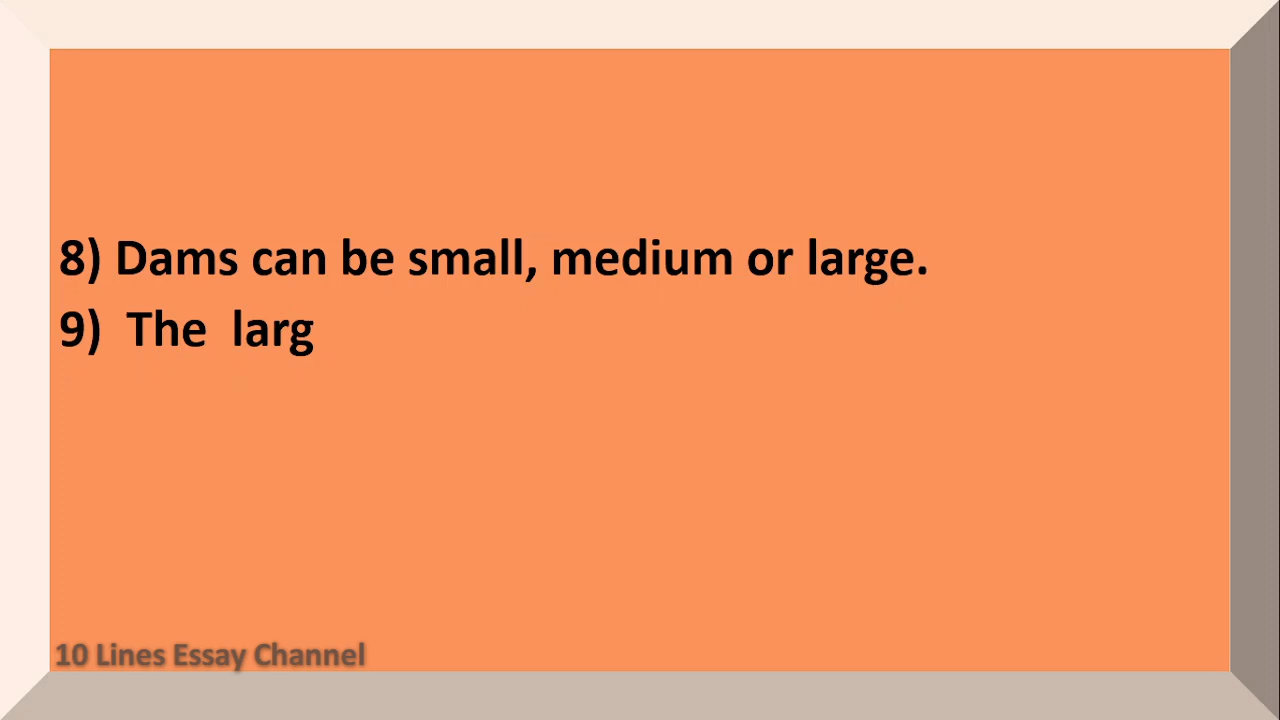 8) Dams can be small, medium or large.
9) The larg
10 Lines Essay Channel